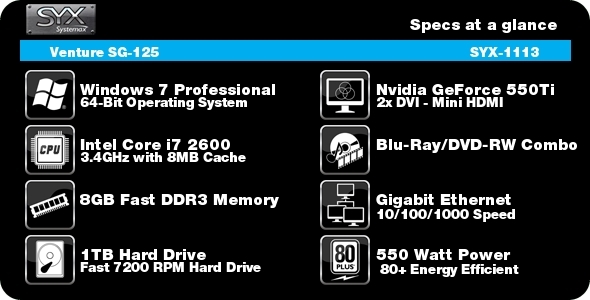 SYX
Systemax
Specs at a glance
Venture SG-125
SYX-1113
Windows 7 Professional
64-Bit Operating System
Nvidia GeForce 550Ti
2x DVI - Mini HDMI
CPU
Intel Core i7 2600
3.4GHz with 8MB Cache
Blu-Ray/DVD-RW Combo
8GB Fast DDR3 Memory
Gigabit Ethernet
10/100/1000 Speed
1TB Hard Drive
Fast 7200 RPM Hard Drive
80
PLUS
550 Watt Power
80+ Energy Efficient